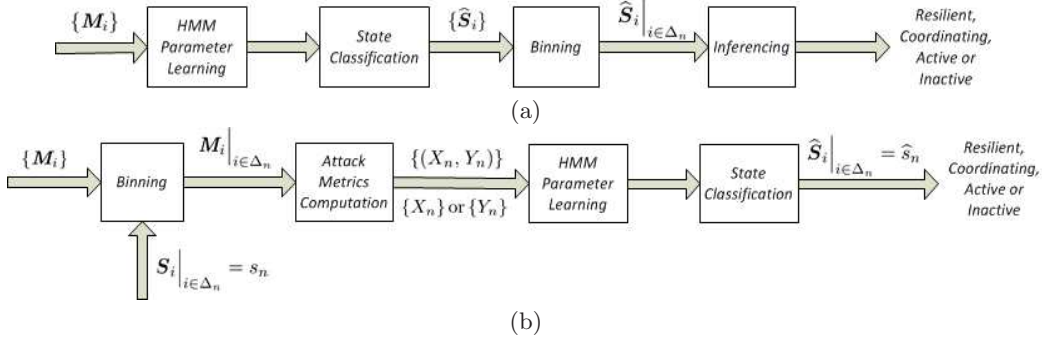 {M_i}
HMM
Parameter
Learning
State
Classification
{Ŝ_i}
Binning
Ŝ_i|_{i∈Δ_n}
Inferencing
Resilient,
Coordinating,
Active or
Inactive
(a)
{M_i}
Binning
M_i|_{i∈Δ_n}
Attack
Metrics
Computation
{(X_n, Y_n)}
{X_n} or {Y_n}
HMM
Parameter
Learning
State
Classification
Ŝ_i|_{i∈Δ_n} = ŝ_n
Resilient,
Coordinating,
Active or
Inactive
S_i|_{i∈Δ_n} = s_n
(b)